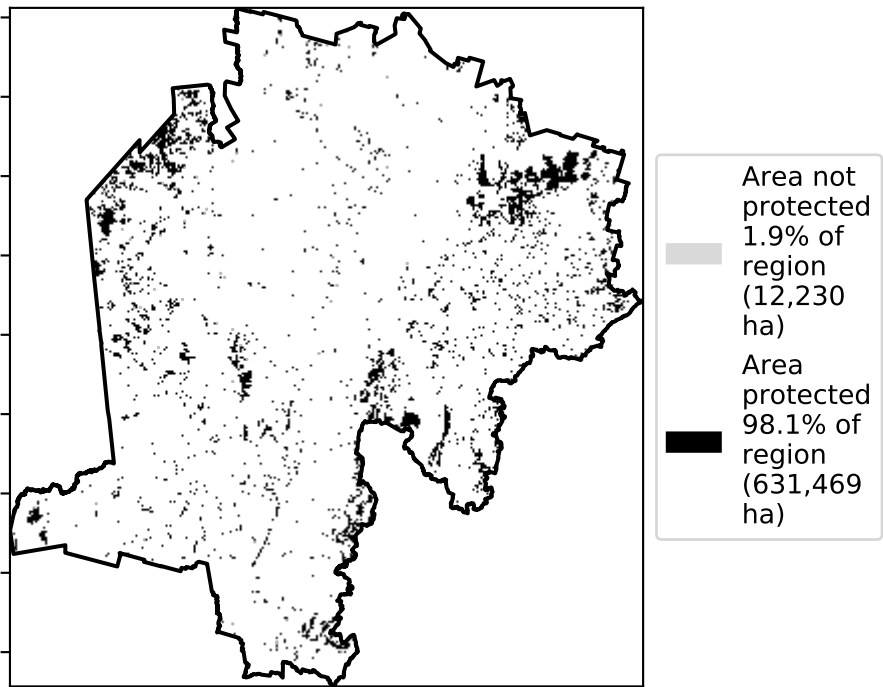 Area not
protected
1.9% of
region
(12,230
ha)
Area
protected
98.1% of
region
(631,469
ha)